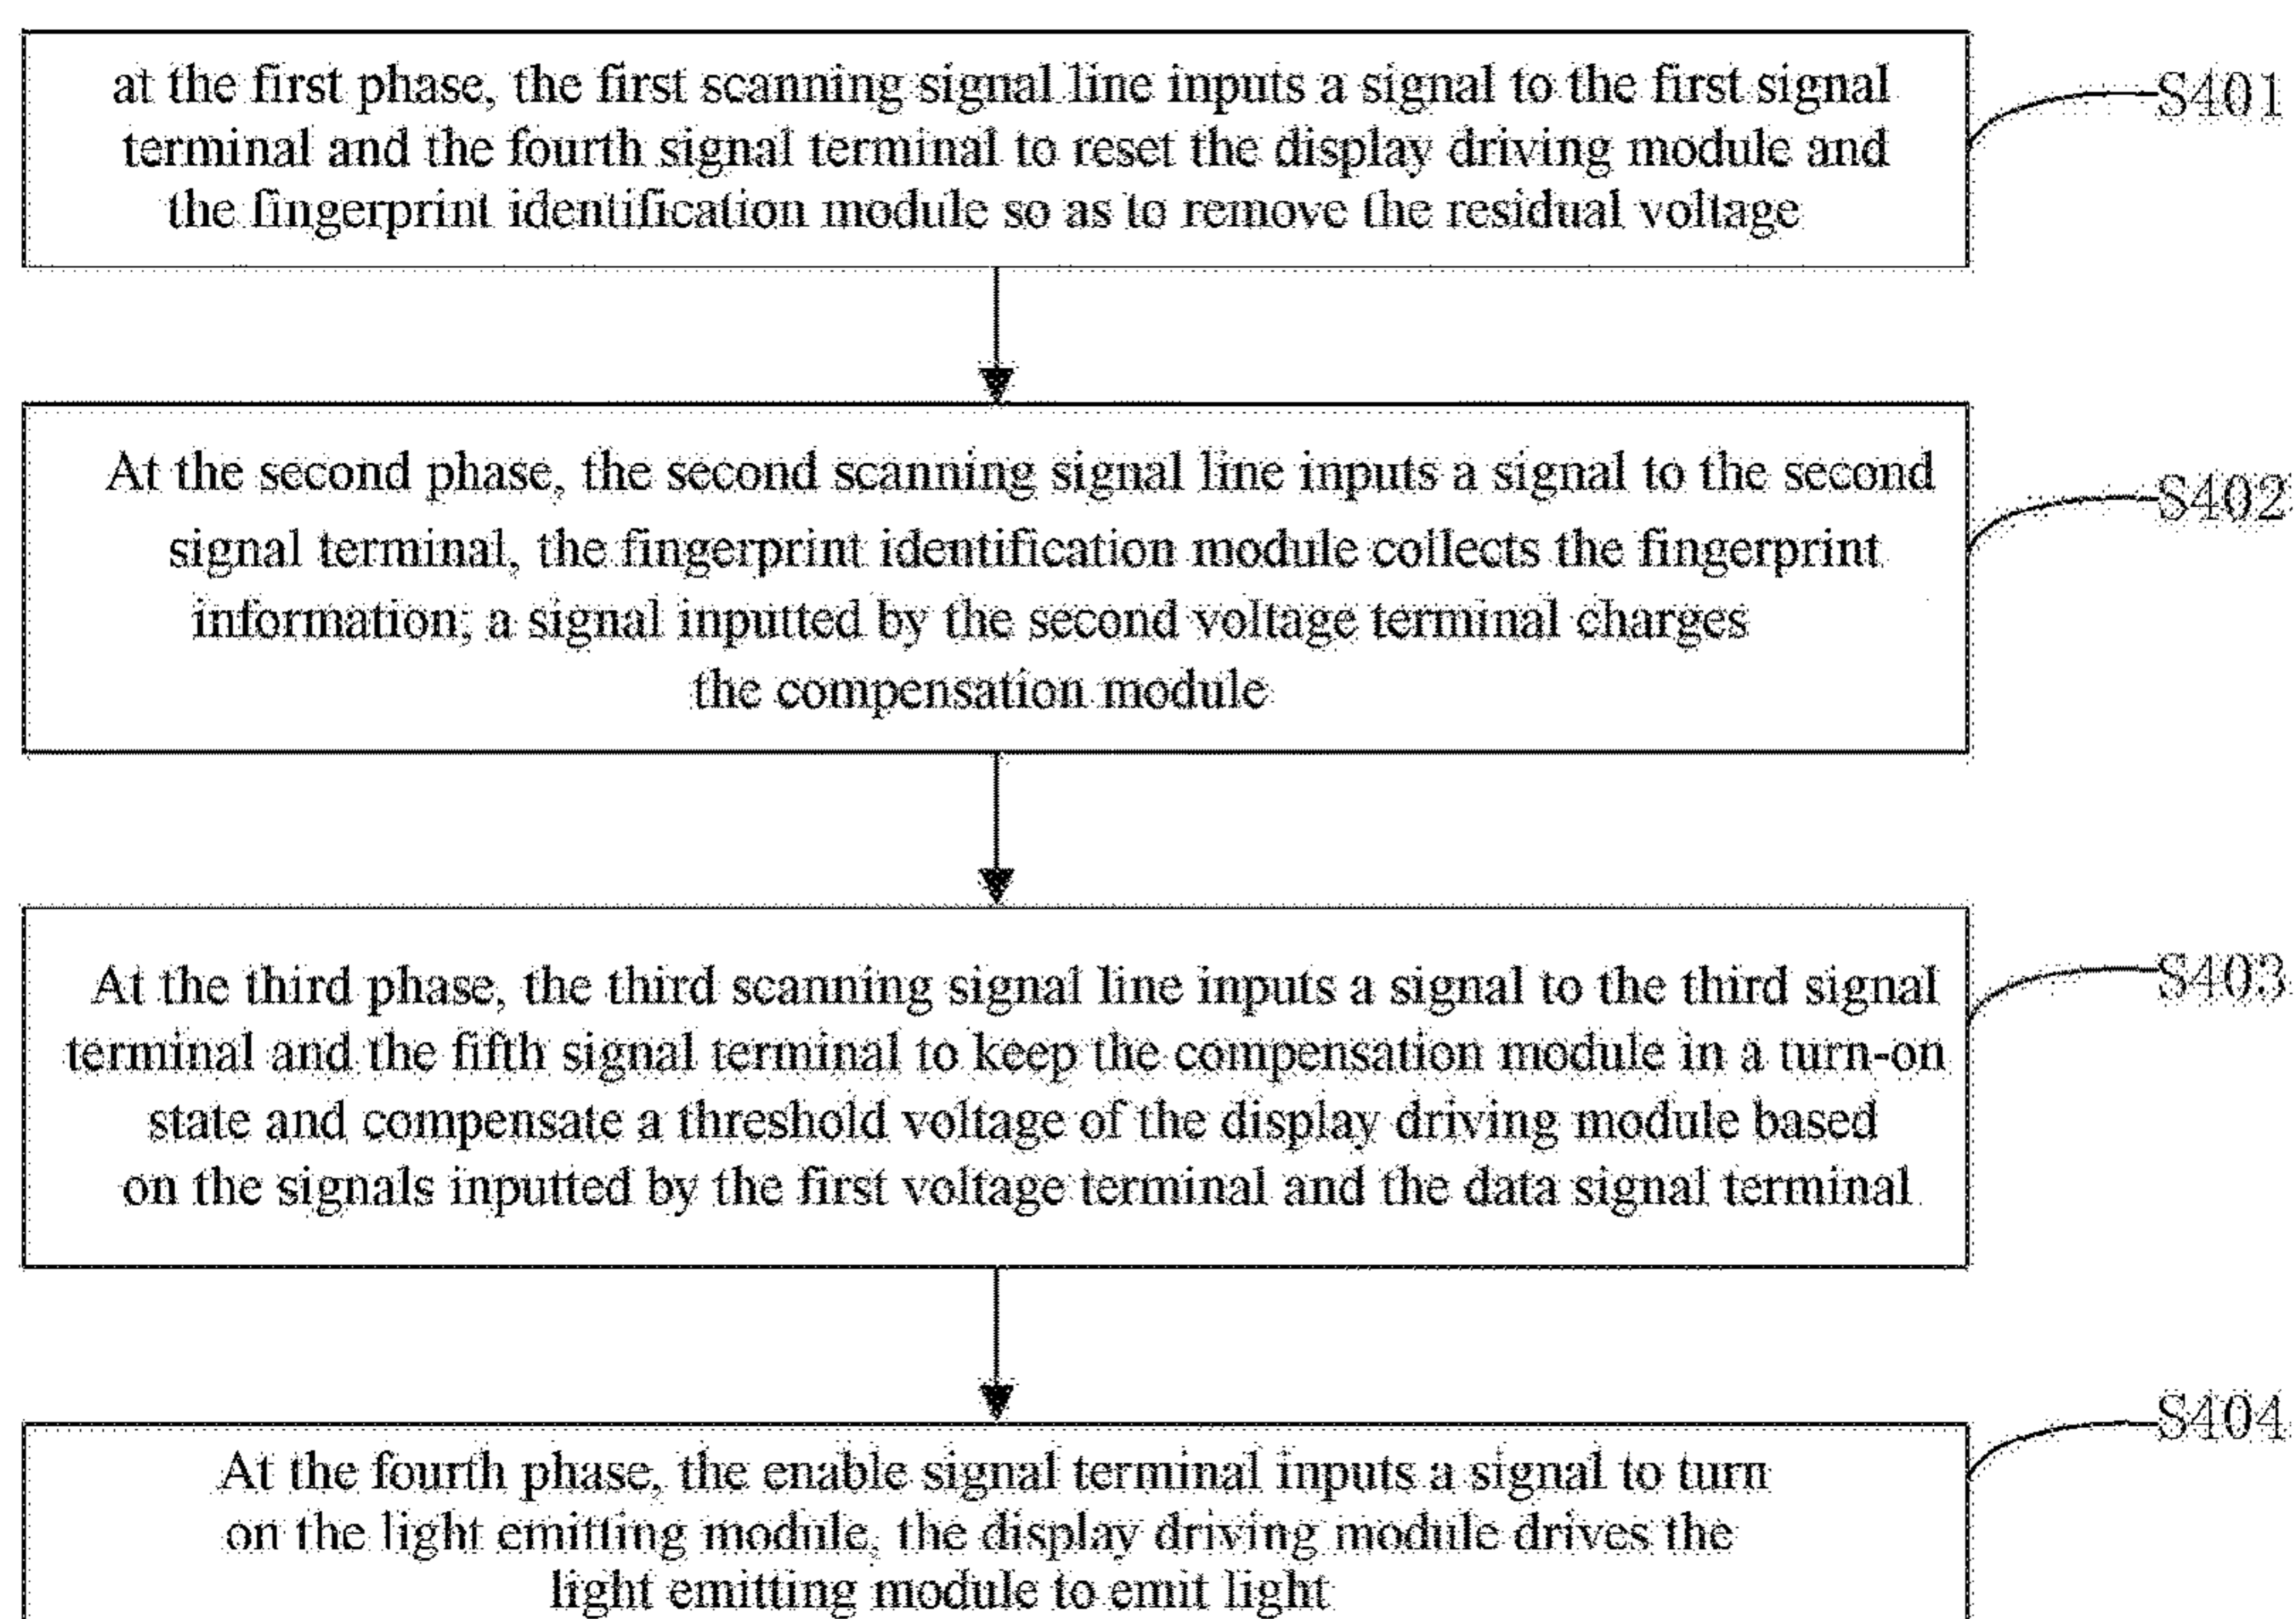 at the first phase, the first scanning signal line inputs a signal to the first signal
terminal and the fourth signal terminal to reset the display driving module and
the fingerprint identification module so as to remove the residual voltage
S401
At the second phase, the second scanning signal line inputs a signal to the second
signal terminal, the fingerprint identification module collects the fingerprint
information; a signal inputted by the second voltage terminal charges
the compensation module
S402
At the third phase, the third scanning signal line inputs a signal to the third signal
terminal and the fifth signal terminal to keep the compensation module in a turn-on
state and compensate a threshold voltage of the display driving module based
on the signals inputted by the first voltage terminal and the data signal terminal
S403
At the fourth phase, the enable signal terminal inputs a signal to turn
on the light emitting module, the display driving module drives the
light emitting module to emit light
S404